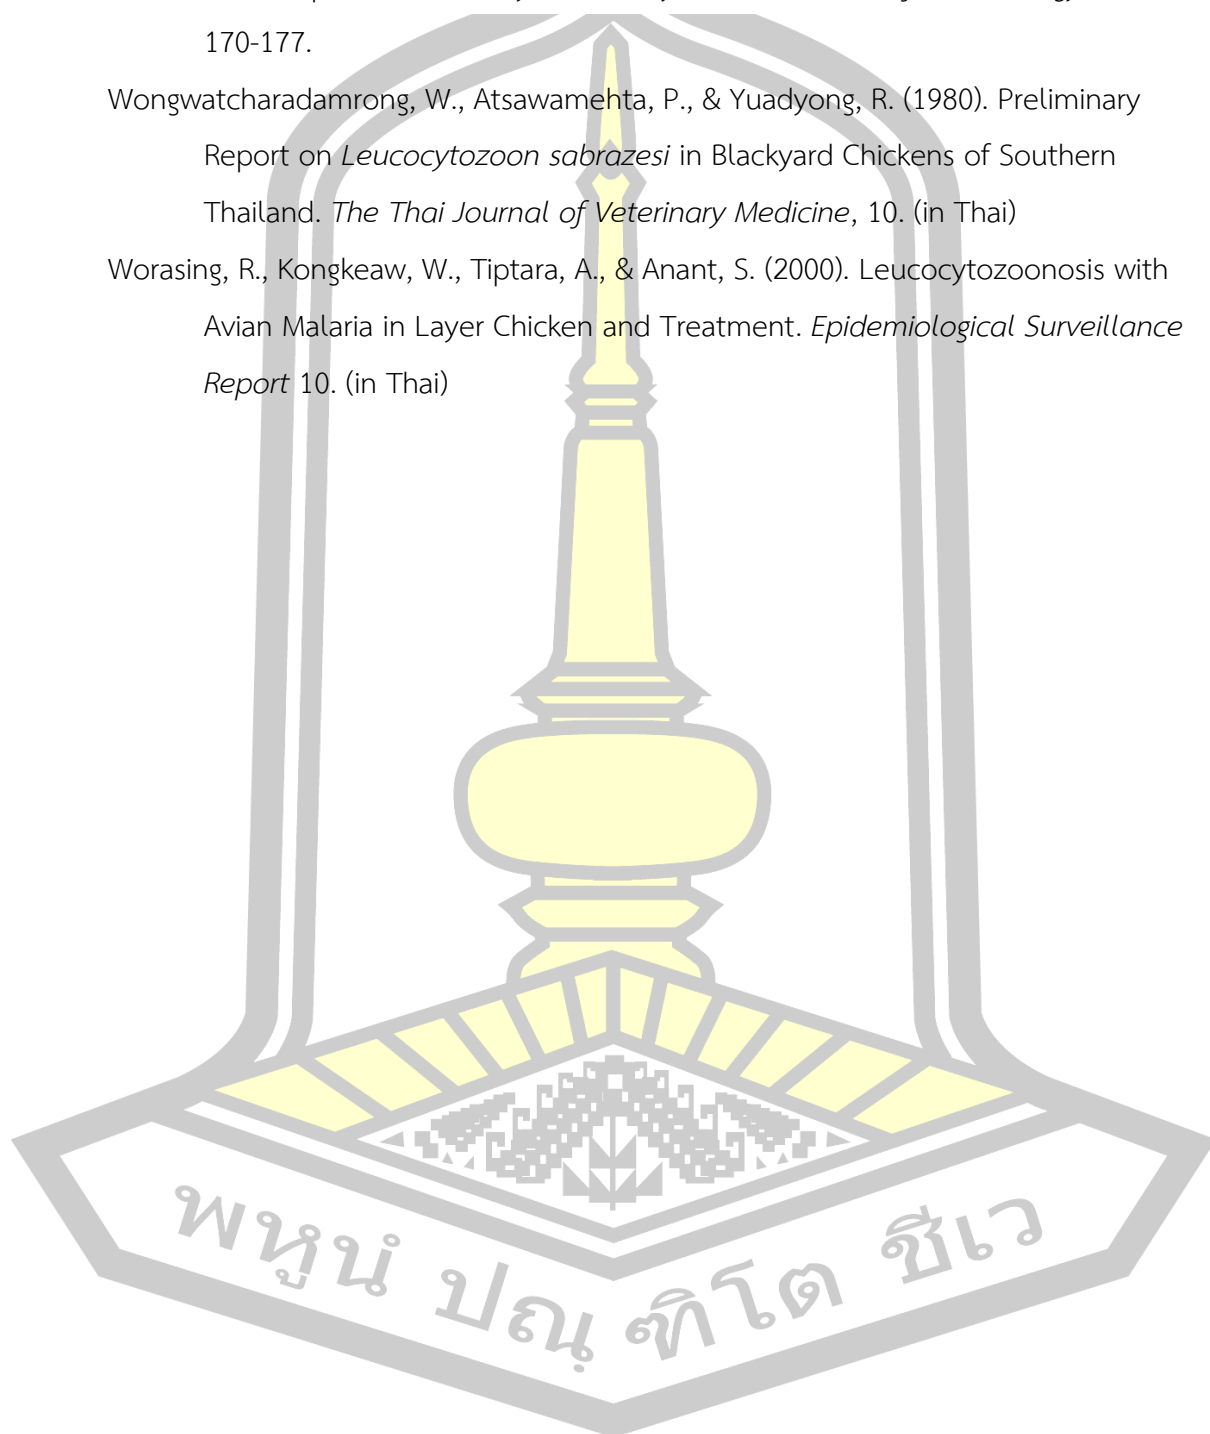 170-177.
Wongwatcharadamrong, W., Atsawamehta, P., & Yuadyong, R. (1980). Preliminary
Report on Leucocytozoon sabrazesi in Blackyard Chickens of Southern
Thailand. The Thai Journal of Veterinary Medicine, 10. (in Thai)
Worasing, R., Kongkeaw, W., Tiptara, A., & Anant, S. (2000). Leucocytozoonosis with
Avian Malaria in Layer Chicken and Treatment. Epidemiological Surveillance
Report 10. (in Thai)
พหูนํ ปณฺ ฑิโต ชีเว